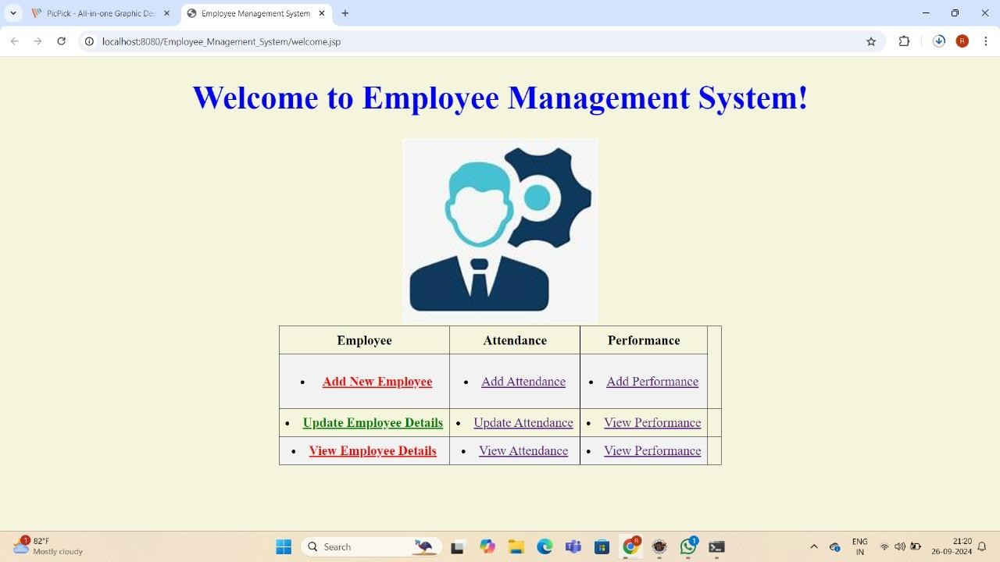 PicPick - All-in-one Graphic Des
Employee Management System
localhost:8080/Employee_Mnagement_System/welcome.jsp
R
Welcome to Employee Management System!
Employee Attendance Performance
• Add New Employee • Add Attendance • Add Performance
• Update Employee Details • Update Attendance • View Performance
• View Employee Details • View Attendance • View Performance
1 82°F
Mostly cloudy
Search
R
1
ENG
IN
21:20
26-09-2024